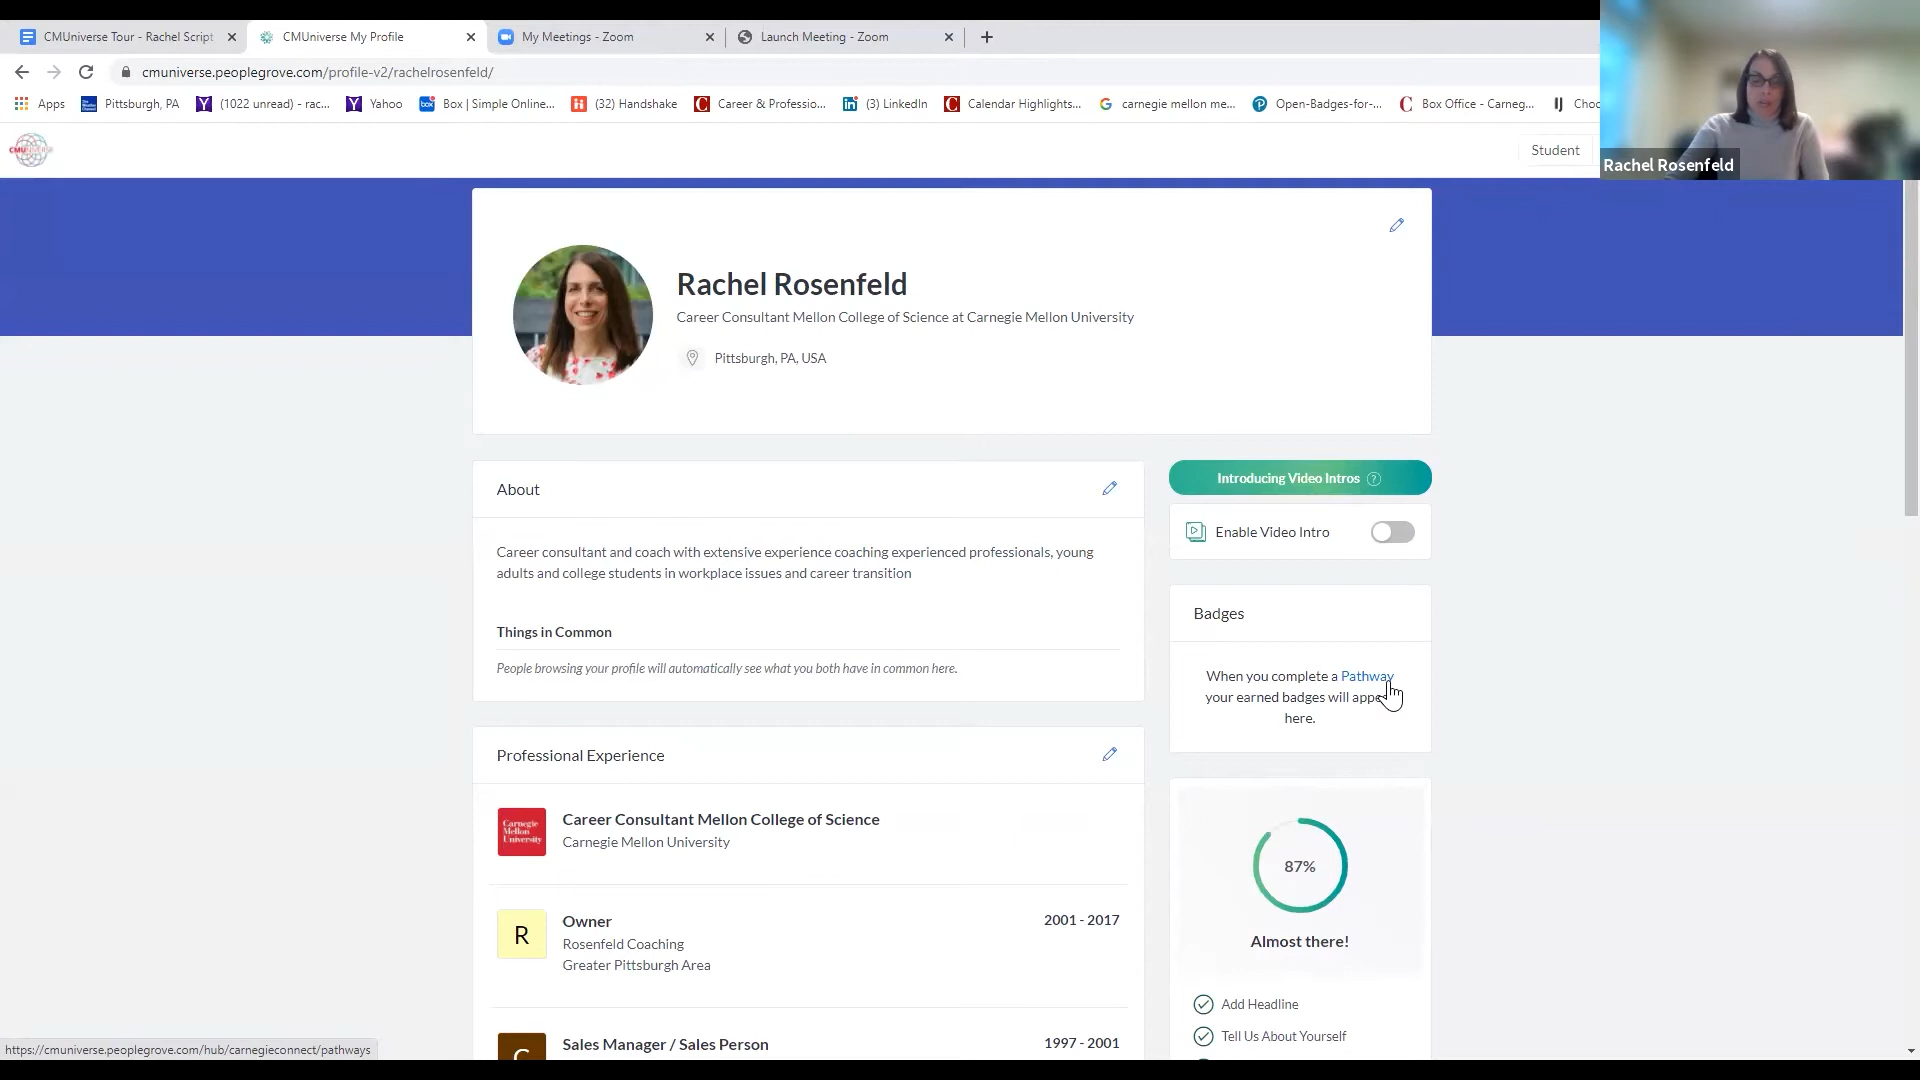 CMUniverse Tour - Rachel Script
CMUniverse My Profile
My Meetings - Zoom
Launch Meeting - Zoom
cmuniverse.peoplegrove.com/profile-v2/rachelrosenfeld/
Apps
Pittsburgh, PA
(1022 unread) - rac...
Yahoo
Box | Simple Online...
(32) Handshake
Career & Professio...
(3) LinkedIn
Calendar Highlights...
carnegie mellon me...
Open-Badges-for-...
Box Office - Carneg...
Choo
Student
Rachel Rosenfeld
Rachel Rosenfeld
Career Consultant Mellon College of Science at Carnegie Mellon University
Pittsburgh, PA, USA
About
Career consultant and coach with extensive experience coaching experienced professionals, young
adults and college students in workplace issues and career transition
Things in Common
People browsing your profile will automatically see what you both have in common here.
Professional Experience
Carnegie
Mellon
University
Career Consultant Mellon College of Science
Carnegie Mellon University
R
Owner
2001 - 2017
Rosenfeld Coaching
Greater Pittsburgh Area
Sales Manager / Sales Person
1997 - 2001
Introducing Video Intros ?
Enable Video Intro
Badges
When you complete a Pathway
your earned badges will appe
here.
87%
Almost there!
Add Headline
Tell Us About Yourself
https://cmuniverse.peoplegrove.com/hub/carnegieconnect/pathways